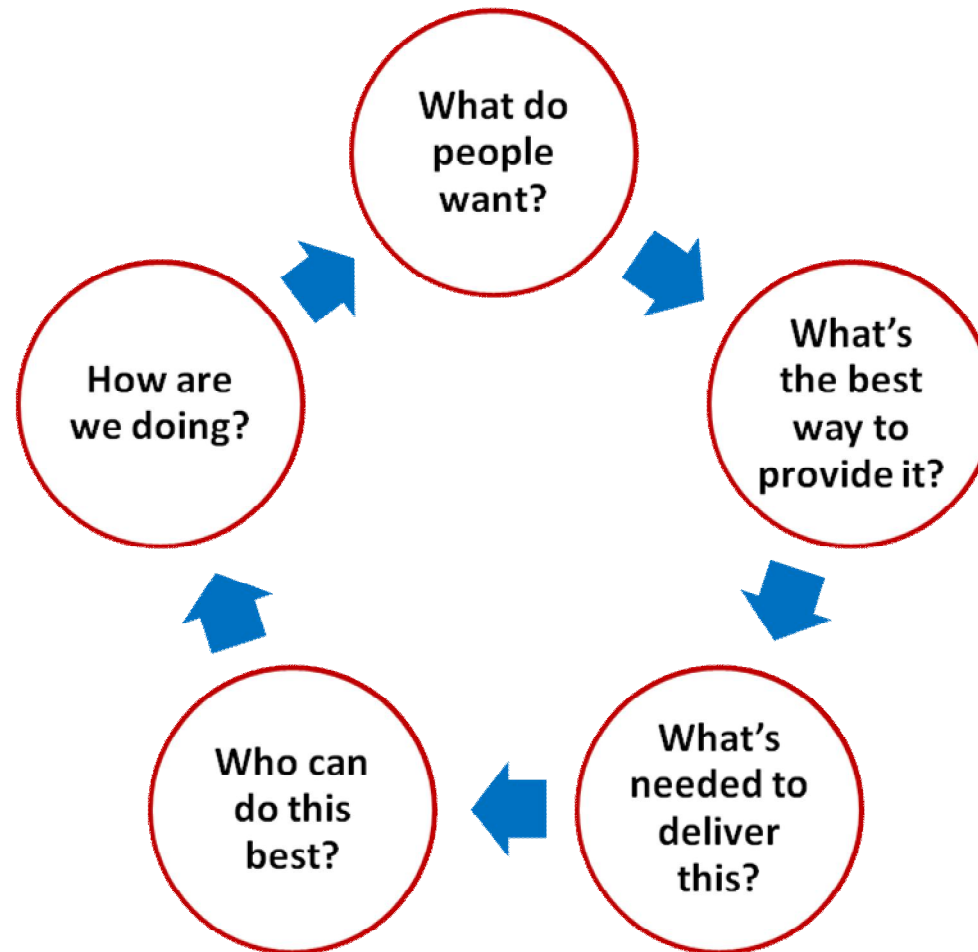 What do
people
want?
What’s
the best
way to
provide it?
What’s
needed to
deliver
this?
Who can
do this
best?
How are
we doing?